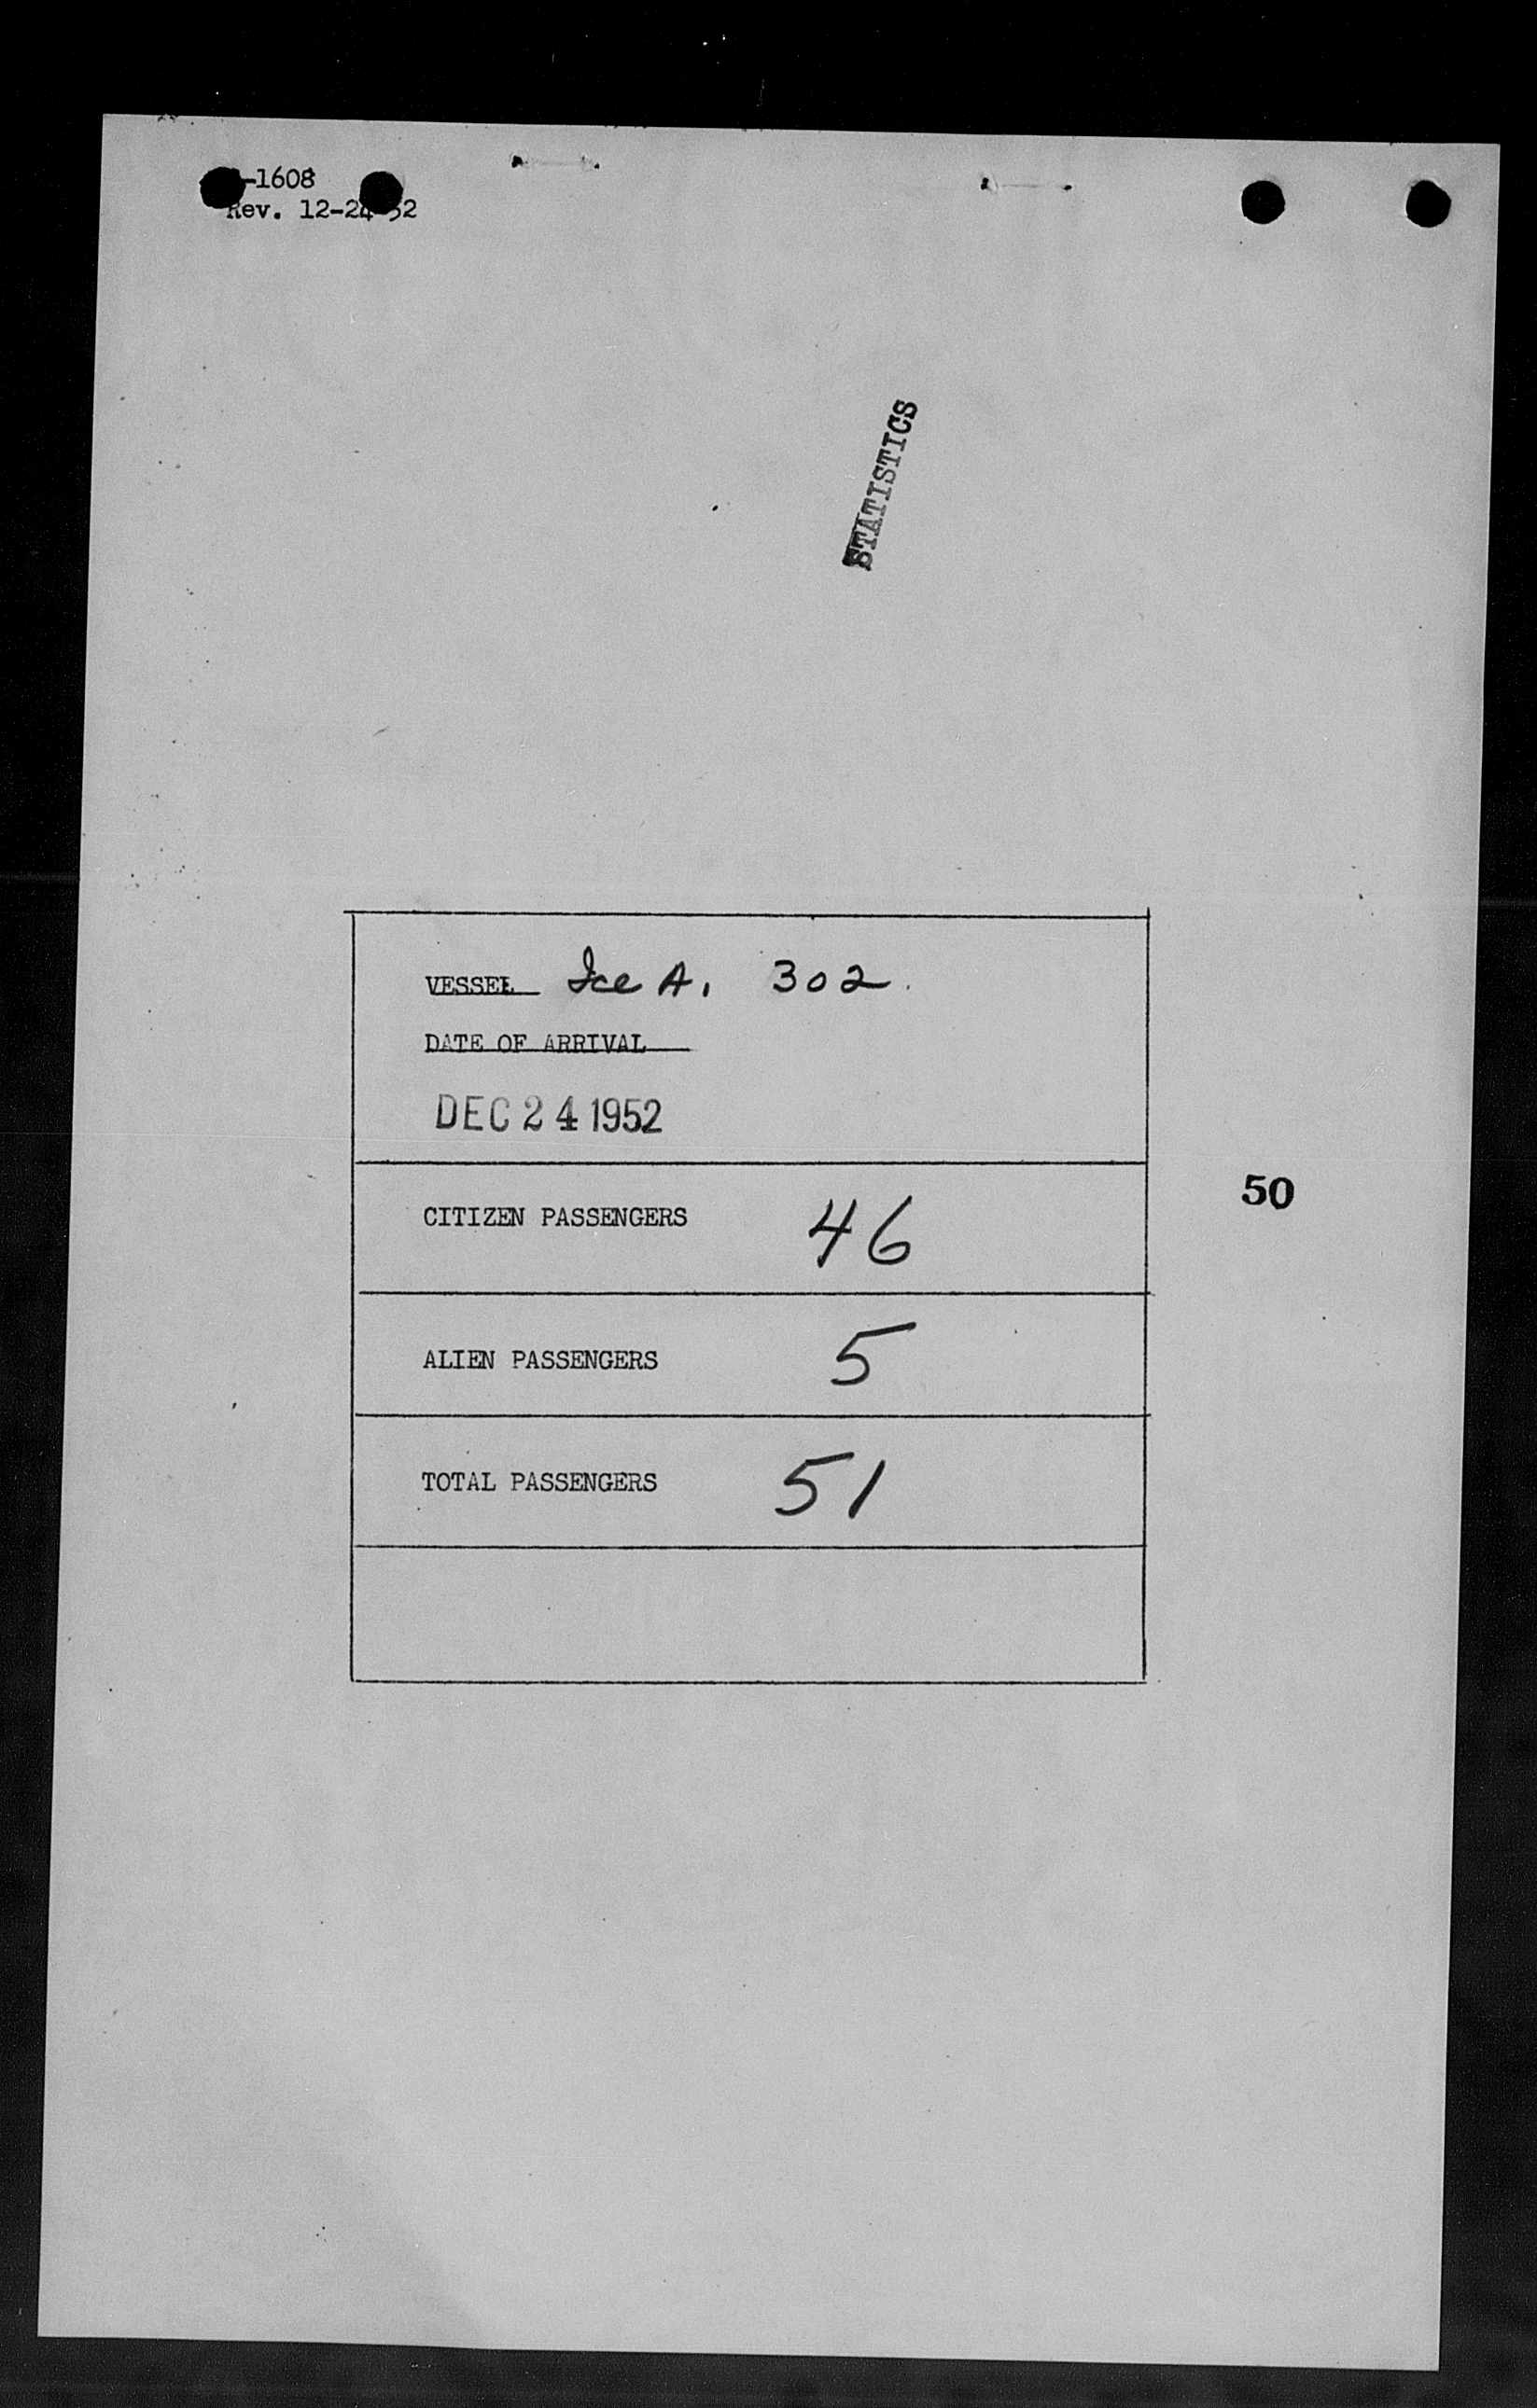 -1608
Rev. 12-24-52
STATISTICS
VESSEL Ice A. 302.
DATE OF ARRIVAL
DEC 24 1952
CITIZEN PASSENGERS 46
50
ALIEN PASSENGERS 5
TOTAL PASSENGERS 51